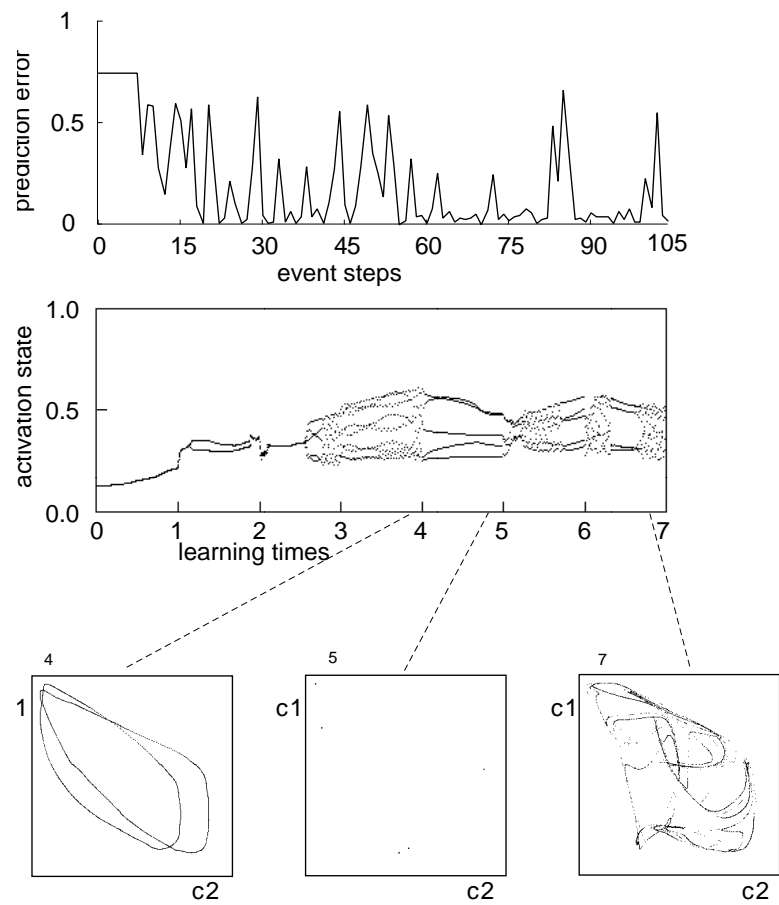 1
prediction error
0.5
0
0 15 30 45 60 75 90 105
event steps
1.0
activation state
0.5
0.0
0 1 2 3 4 5 6 7
learning times
4 5 7
1 c1 c1
c2 c2 c2